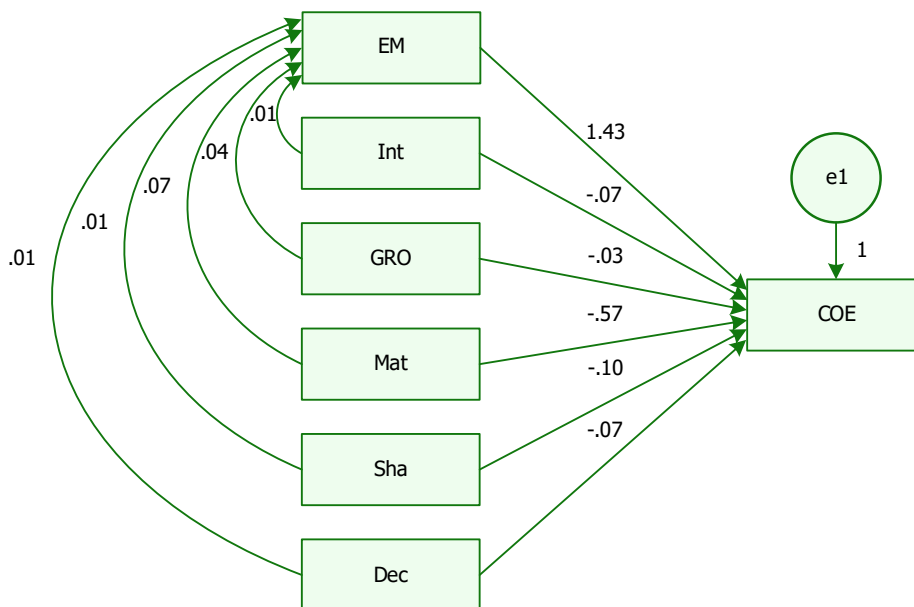 EM
.01
1.43
Int
.04
-.07
e1
.07
.01
GRO
-.03
1
.01
-.57
COE
Mat
-.10
-.07
Sha
Dec